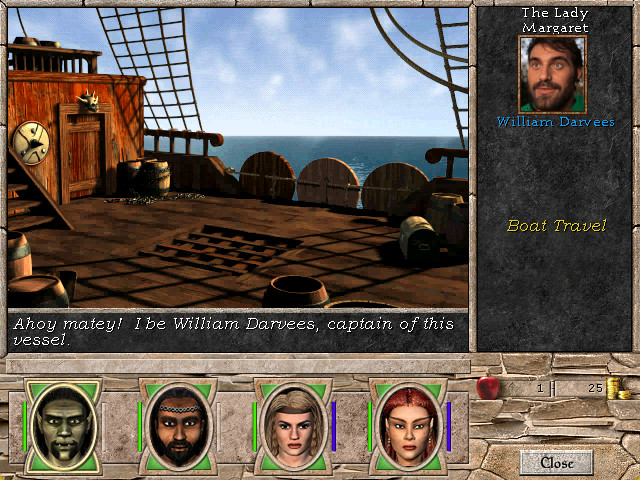 The Lady
Margaret
William Darvees
Boat Travel
Ahoy matey!  I be William Darvees, captain of this
vessel.
1
25
Close